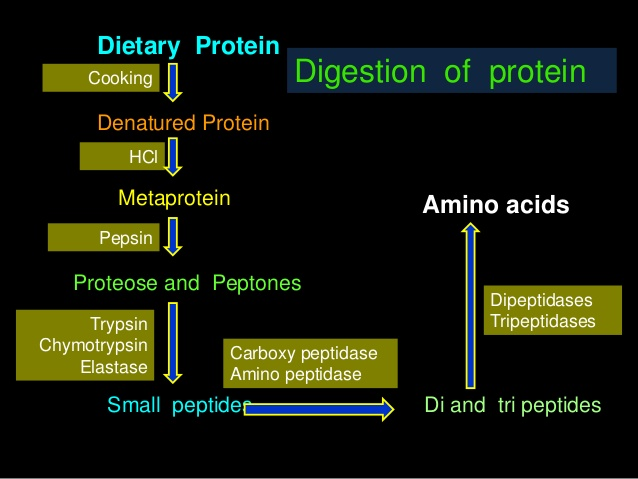 Dietary Protein
Digestion of protein
Cooking
Denatured Protein
HCl
Metaprotein
Pepsin
Proteose and Peptones
Trypsin
Chymotrypsin
Elastase
Small peptides
Carboxy peptidase
Amino peptidase
Di and tri peptides
Dipeptidases
Tripeptidases
Amino acids